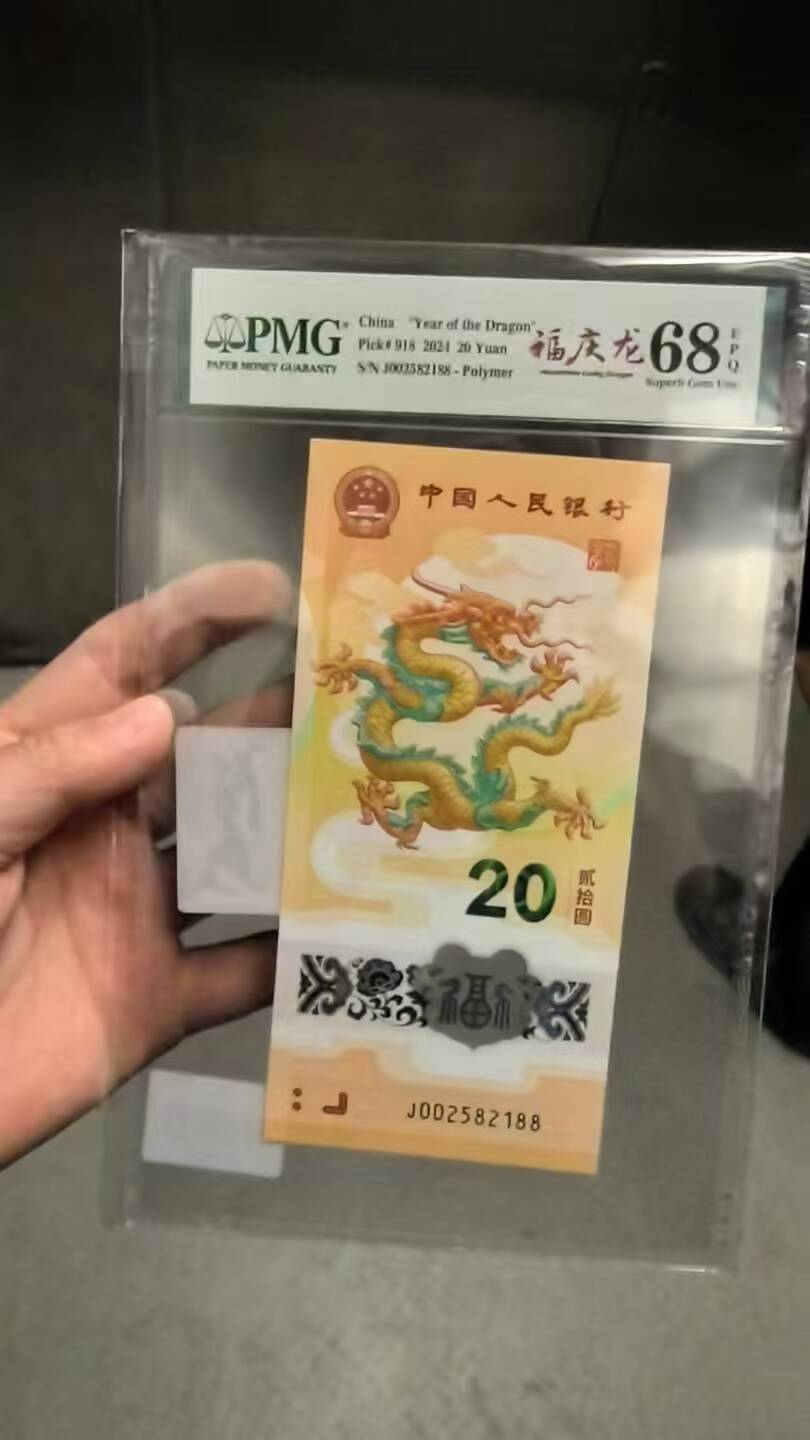 PMG
PAPER MONEY GUARANTY
China "Year of the Dragon"
Pick# 918 2024 20 Yuan
S/N J002582188 - Polymer
福庆龙
68
EPQ
Superb Gem Unc
中国人民银行
20
贰拾圆
福
J002582188